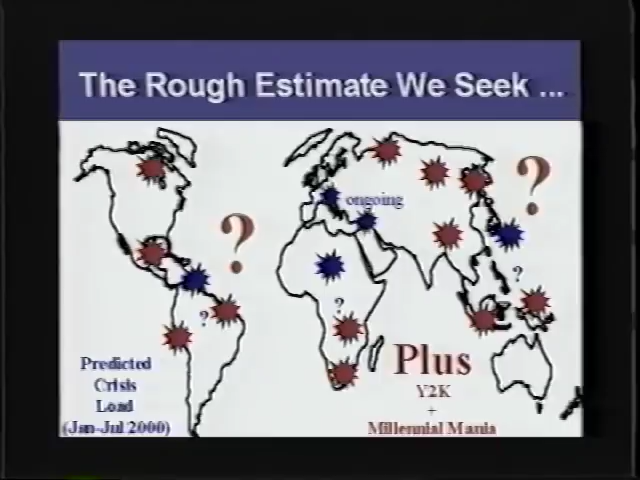 The Rough Estimate We Seek ...
?
?
ongoing
?
?
?
Predicted
Crisis
Load
(Jan-Jul 2000)
Plus
Y2K
+
Millennial Mania